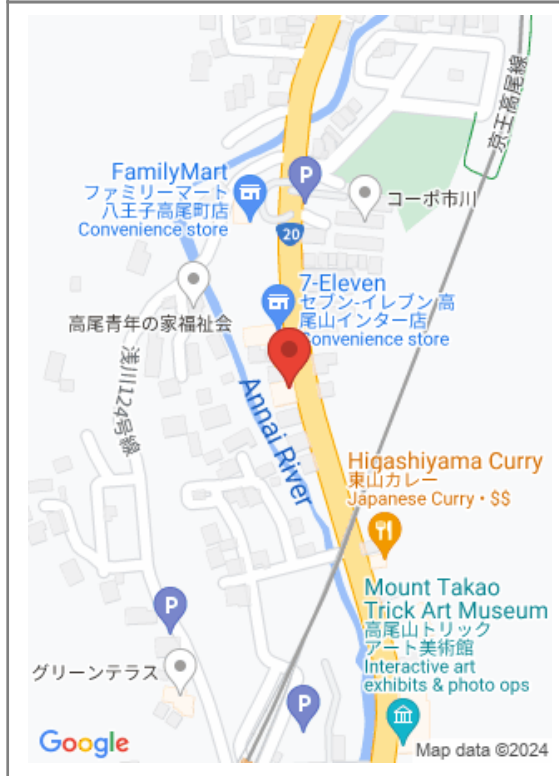 京王高尾線
FamilyMart
ファミリーマート
八王子高尾町店
Convenience store
P
コーポ市川
20
7-Eleven
セブン-イレブン 高
尾山インター店
Convenience store
高尾青年の家福祉会
浅川124号線
Annai River
Higashiyama Curry
東山カレー
Japanese Curry • $$
Mount Takao
Trick Art Museum
高尾山トリック
アート美術館
Interactive art
exhibits & photo ops
P
グリーンテラス
P
Google
Map data ©2024